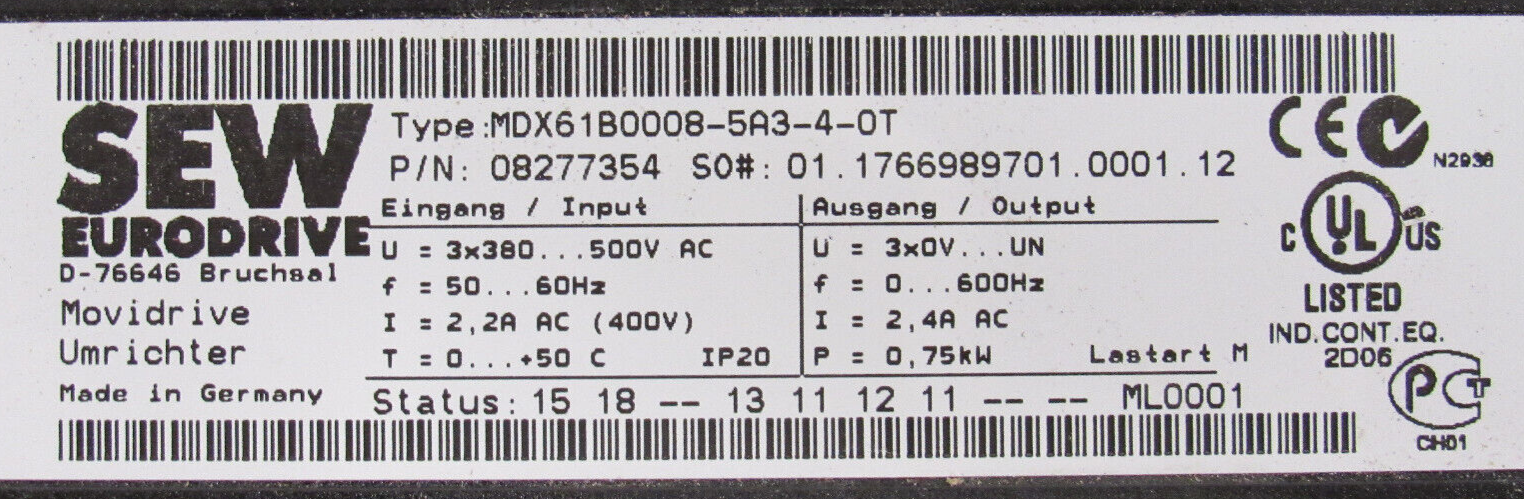 SEW
EURODRIVE
D-76646 Bruchsal
Movidrive
Umrichter
Made in Germany
Type:MDX61B0008-5A3-4-0T
P/N: 08277354 SO#: 01.1766989701.0001.12
Eingang / Input
U = 3x380...500V AC
f = 50...60Hz
I = 2,2A AC (400V)
T = 0...+50 C IP20
Ausgang / Output
U = 3x0V...UN
f = 0...600Hz
I = 2,4A AC
P = 0,75kW Lastart M
Status: 15 18 -- 13 11 12 11 -- -- ML0001
CE
N2936
C UL US
LISTED
IND.CONT.EQ.
2D06
PCT
CH01